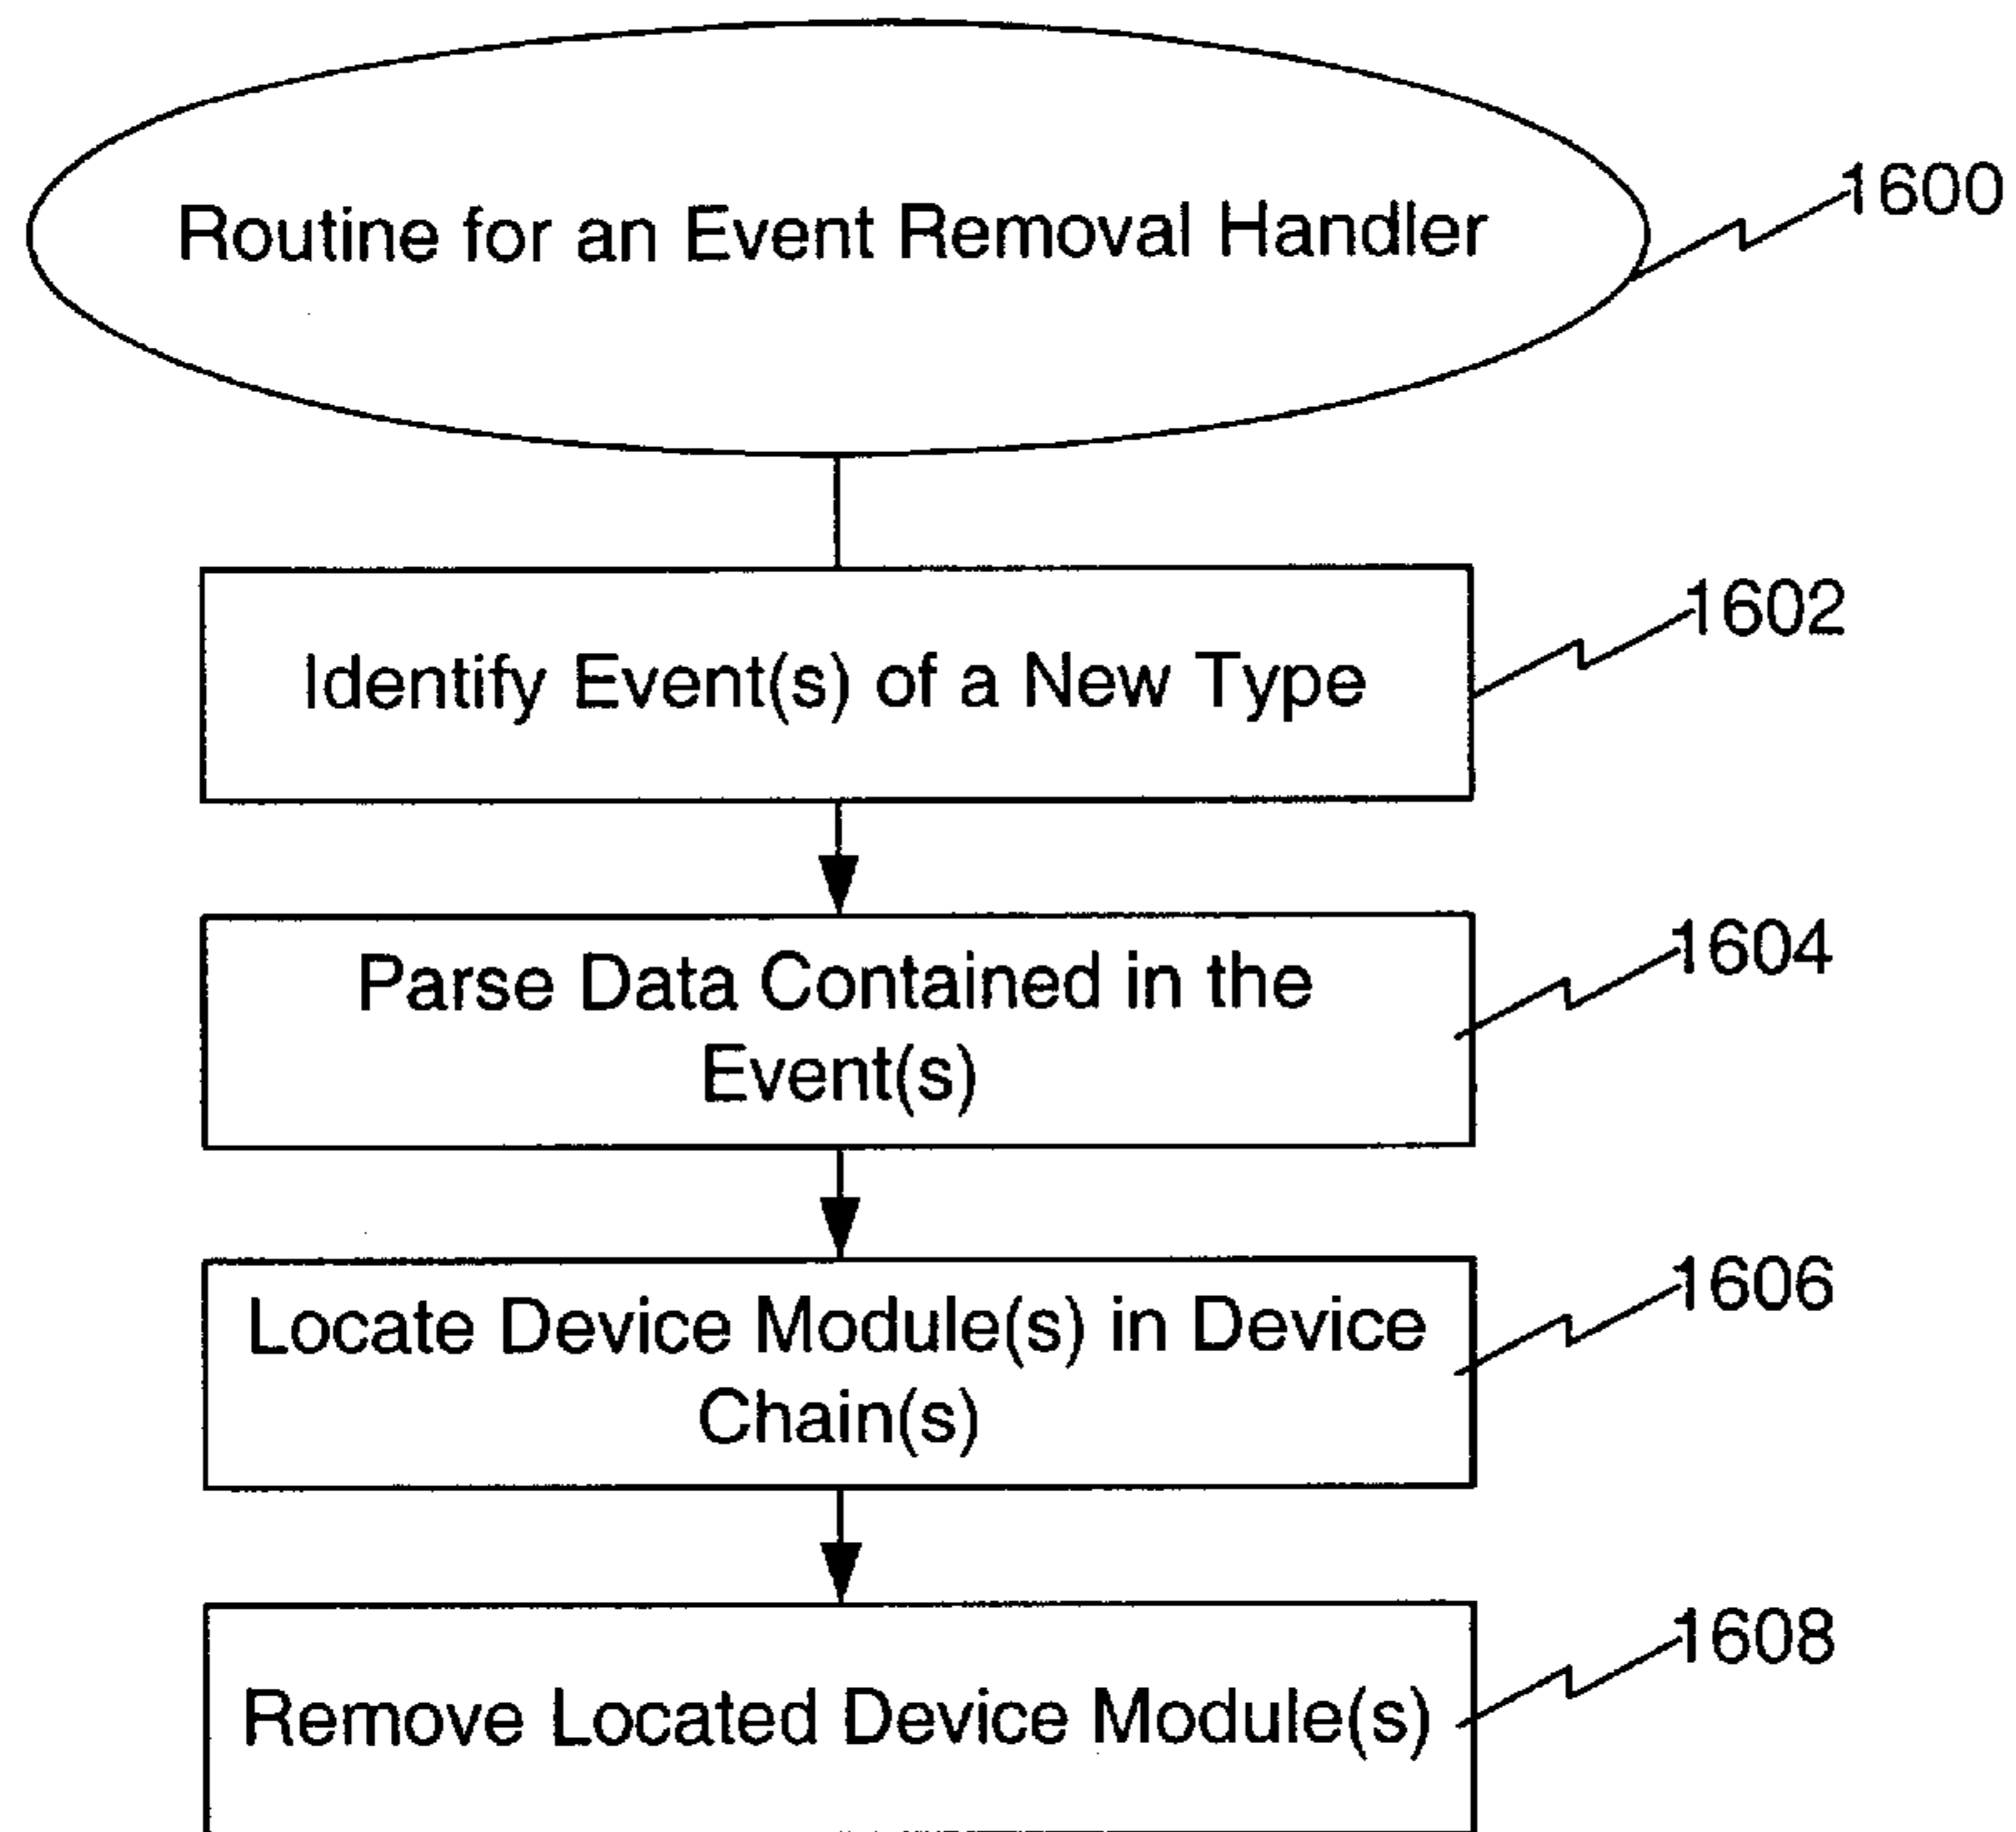 Routine for an Event Removal Handler
1600
Identify Event(s) of a New Type
1602
Parse Data Contained in the
Event(s)
1604
Locate Device Module(s) in Device
Chain(s)
1606
Remove Located Device Module(s)
1608